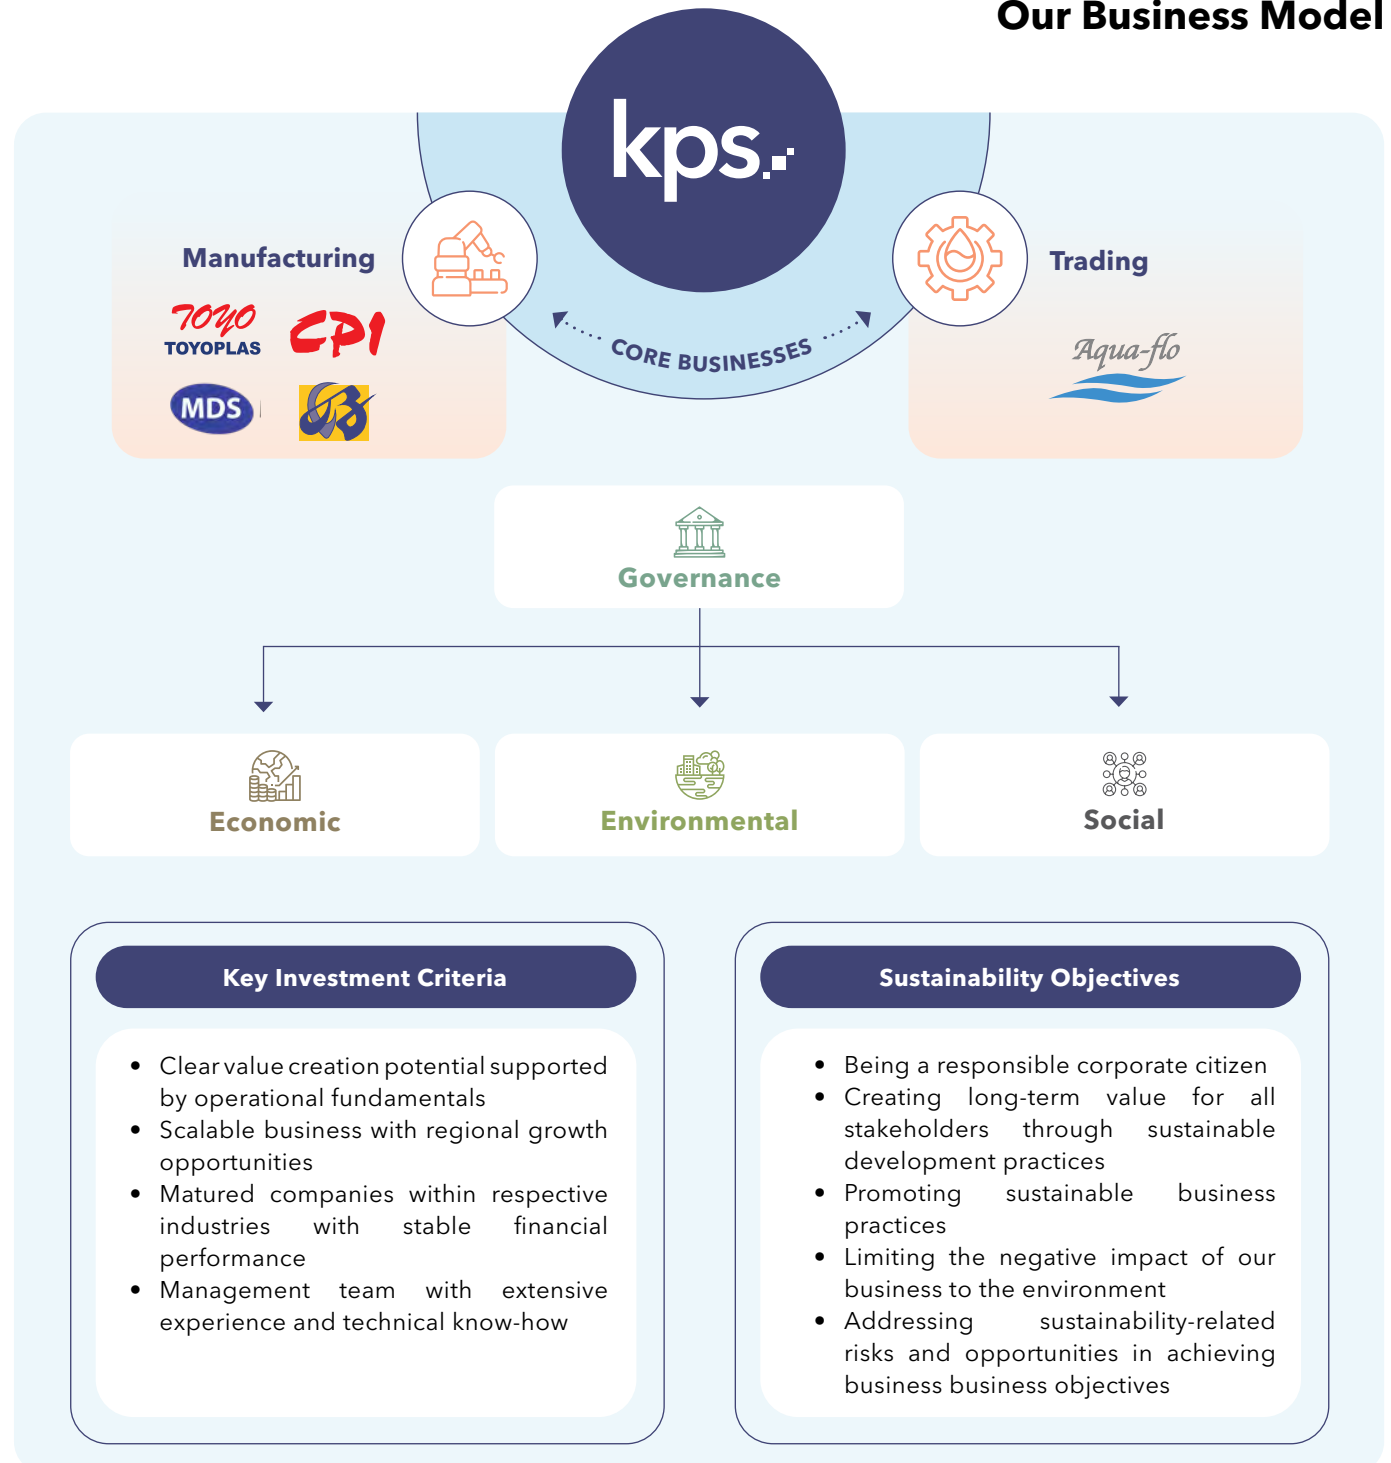 Our Business Model
kps
Manufacturing
Trading
TOYO
TOYOPLAS
CPI
MDS
Aqua-flo
CORE BUSINESSES
Governance
Economic
Environmental
Social
Key Investment Criteria
• Clear value creation potential supported
by operational fundamentals
• Scalable business with regional growth
opportunities
• Matured companies within respective
industries with stable financial
performance
• Management team with extensive
experience and technical know-how
Sustainability Objectives
• Being a responsible corporate citizen
• Creating long-term value for all
stakeholders through sustainable
development practices
• Promoting sustainable business
practices
• Limiting the negative impact of our
business to the environment
• Addressing sustainability-related
risks and opportunities in achieving
business business objectives